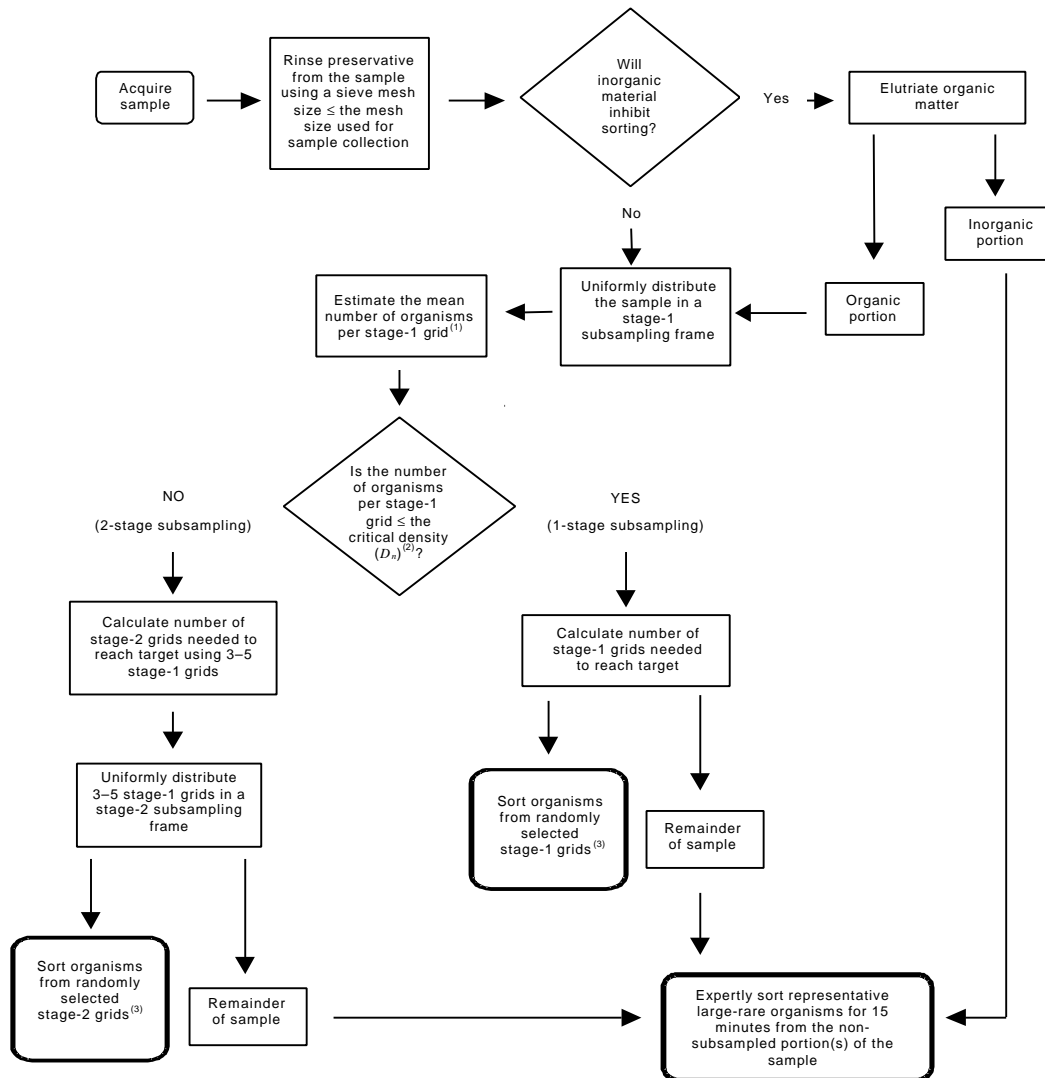 Acquire
sample
Rinse preservative
from the sample
using a sieve mesh
size ≤ the mesh
size used for
sample collection
Will
inorganic
material
inhibit
sorting?
Yes
Elutriate organic
matter
No
Inorganic
portion
Organic
portion
Uniformly distribute
the sample in a
stage-1
subsampling frame
Estimate the mean
number of organisms
per stage-1 grid(1)
Is the number
of organisms
per stage-1
grid ≤ the
critical density
(Dn)(2)?
NO
(2-stage subsampling)
YES
(1-stage subsampling)
Calculate number of
stage-2 grids needed to
reach target using 3–5
stage-1 grids
Calculate number of
stage-1 grids needed
to reach target
Uniformly distribute
3–5 stage-1 grids in a
stage-2 subsampling
frame
Sort organisms
from randomly
selected
stage-1 grids(3)
Remainder
of sample
Sort organisms
from randomly
selected
stage-2 grids(3)
Remainder
of sample
Expertly sort representative
large-rare organisms for 15
minutes from the non-
subsampled portion(s) of the
sample